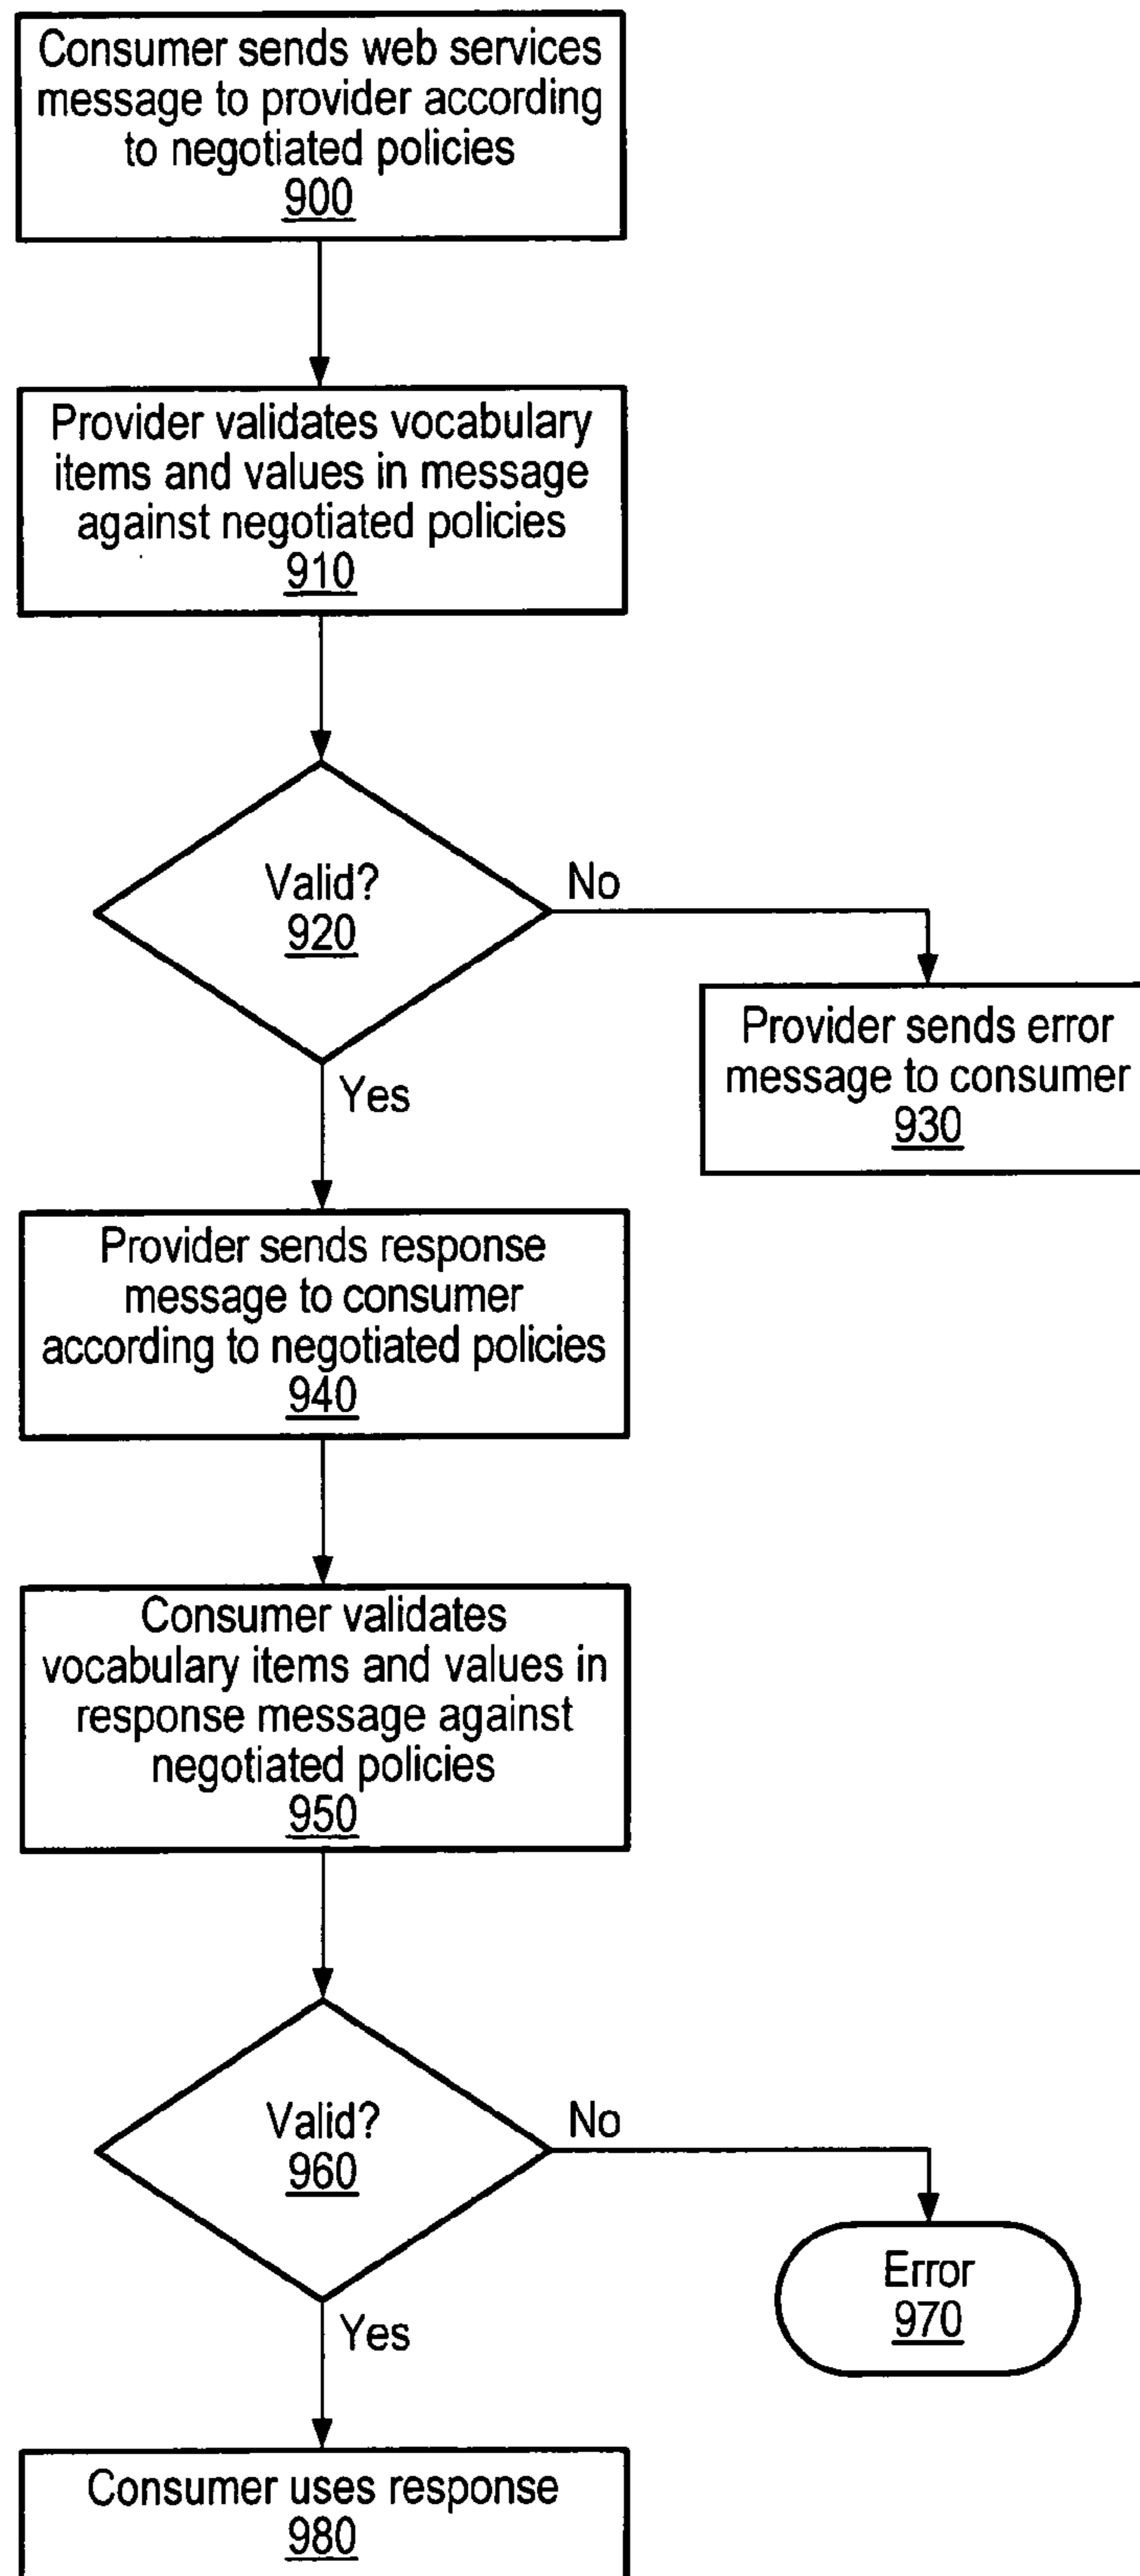 Consumer sends web services
message to provider according
to negotiated policies
900
Provider validates vocabulary
items and values in message
against negotiated policies
910
Valid?
920
No
Provider sends error
message to consumer
930
Yes
Provider sends response
message to consumer
according to negotiated policies
940
Consumer validates
vocabulary items and values in
response message against
negotiated policies
950
Valid?
960
No
Error
970
Yes
Consumer uses response
980